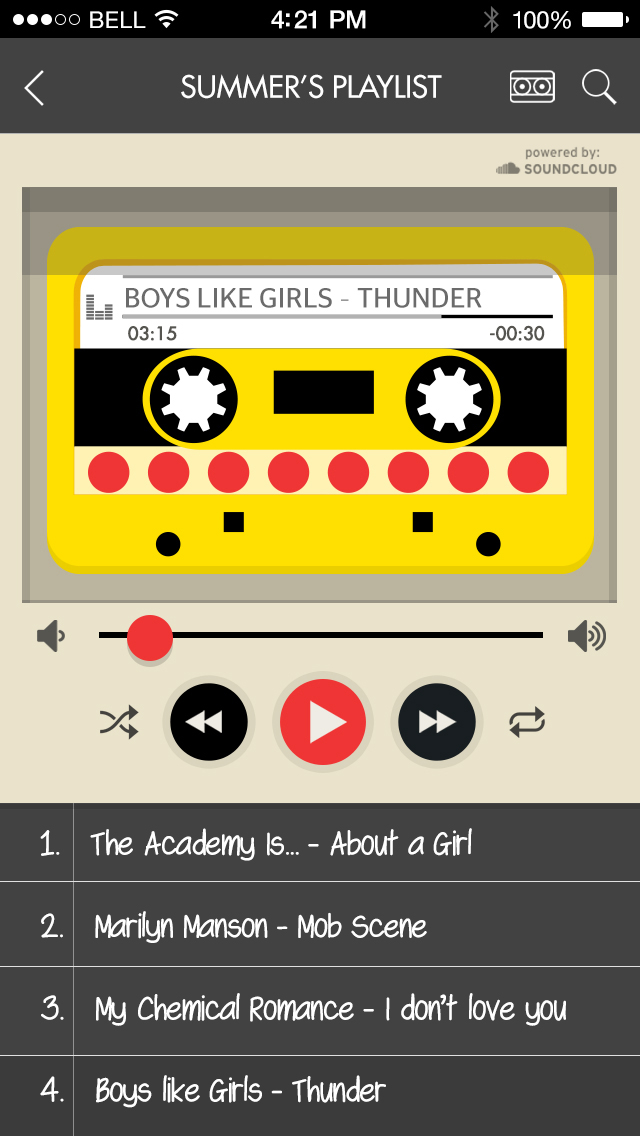 BELL 4:21 PM 100%
SUMMER'S PLAYLIST
powered by:
SOUNDCLOUD
BOYS LIKE GIRLS - THUNDER
03:15 -00:30
1. The Academy Is... - About a Girl
2. Marilyn Manson - Mob Scene
3. My Chemical Romance - I don't love you
4. Boys like Girls - Thunder